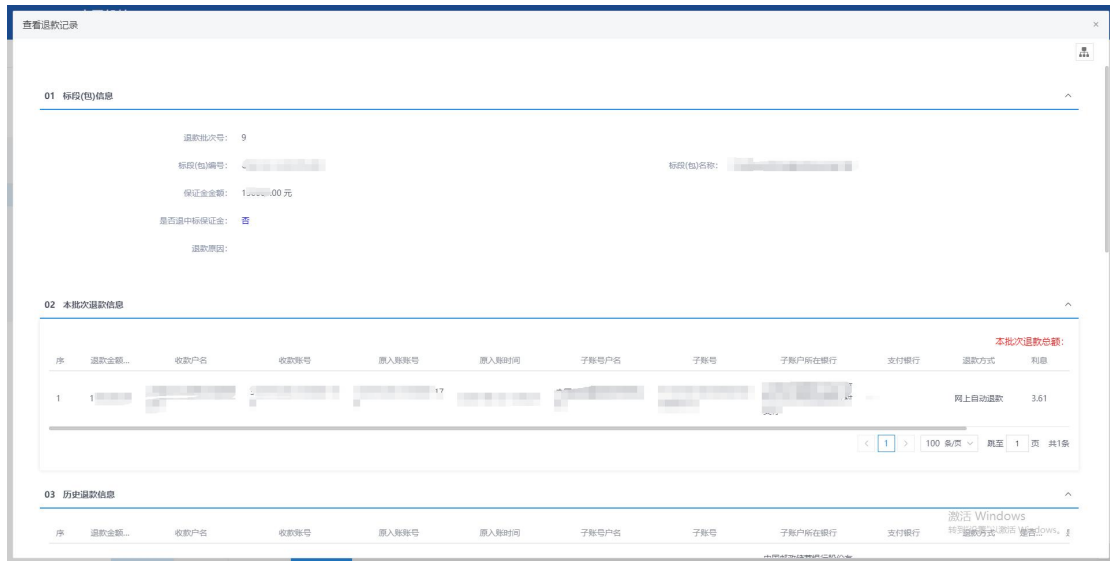 查看退款记录
01 标段(包)信息
退款批次号： 9
标段(包)编号： 标段(包)名称：
保证金金额： .00 元
是否退中标保证金： 否
退款原因：
02 本批次退款信息
本批次退款总额：
序 退款金额... 收款户名 收款账号 原入账账号 原入账时间 子账号户名 子账号 子账户所在银行 支付银行 退款方式 利息
1 1 17 网上自动退款 3.61
< 1 > 100 条/页 跳至 1 页 共1条
03 历史退款信息
激活 Windows
序 退款金额... 收款户名 收款账号 原入账账号 原入账时间 子账号户名 子账号 子账户所在银行 支付银行 退款方式 是否...